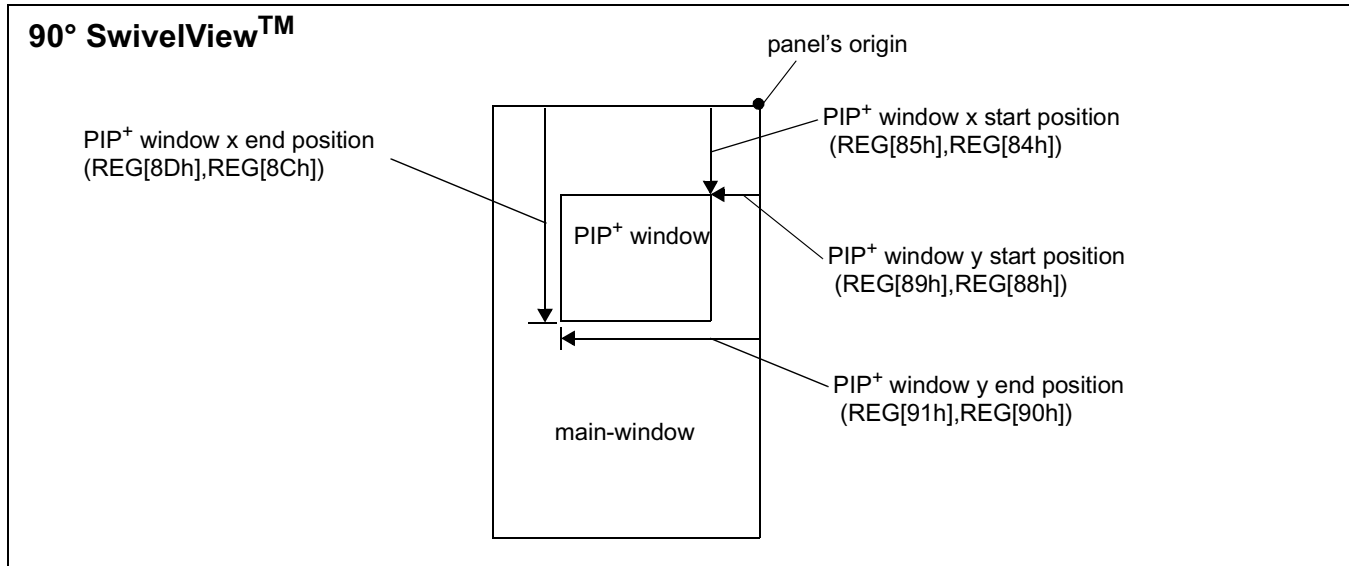 90° SwivelView™
panel's origin
PIP+ window x end position
(REG[8Dh],REG[8Ch])
PIP+ window x start position
(REG[85h],REG[84h])
PIP+ window
PIP+ window y start position
(REG[89h],REG[88h])
PIP+ window y end position
(REG[91h],REG[90h])
main-window